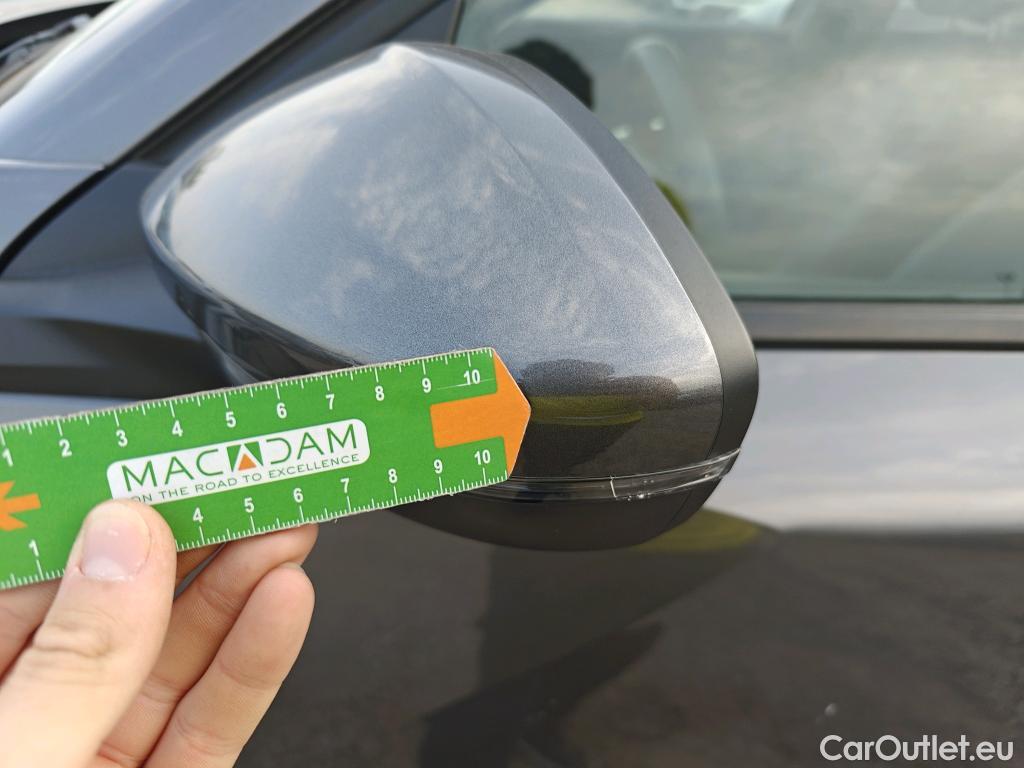 1 2 3 4 5 6 7 8 9 10
MACADAM
ON THE ROAD TO EXCELLENCE
1 4 5 6 7 8 9 10
CarOutlet.eu